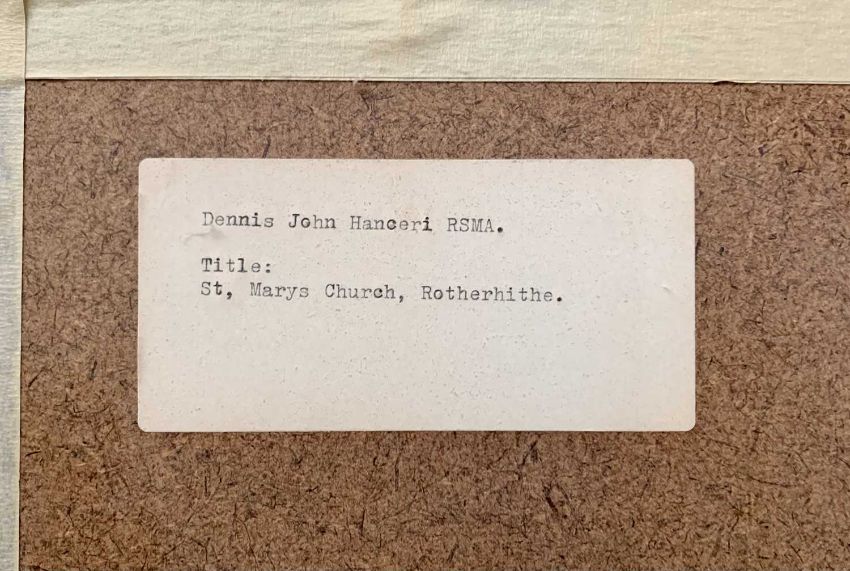 Dennis John Hanceri RSMA.
Title:
St, Marys Church, Rotherhithe.